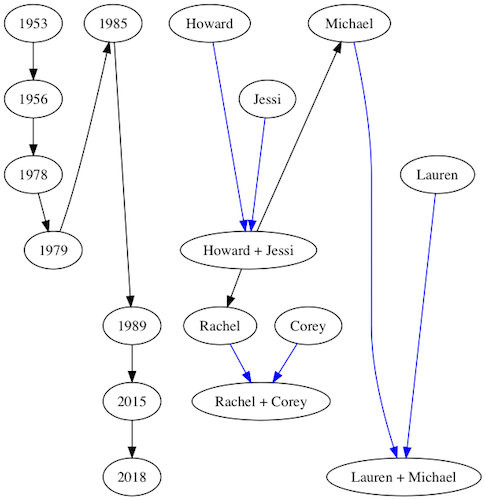 1953
1985
Howard
Michael
1956
Jessi
1978
Lauren
1979
Howard + Jessi
1989
Rachel
Corey
2015
Rachel + Corey
2018
Lauren + Michael